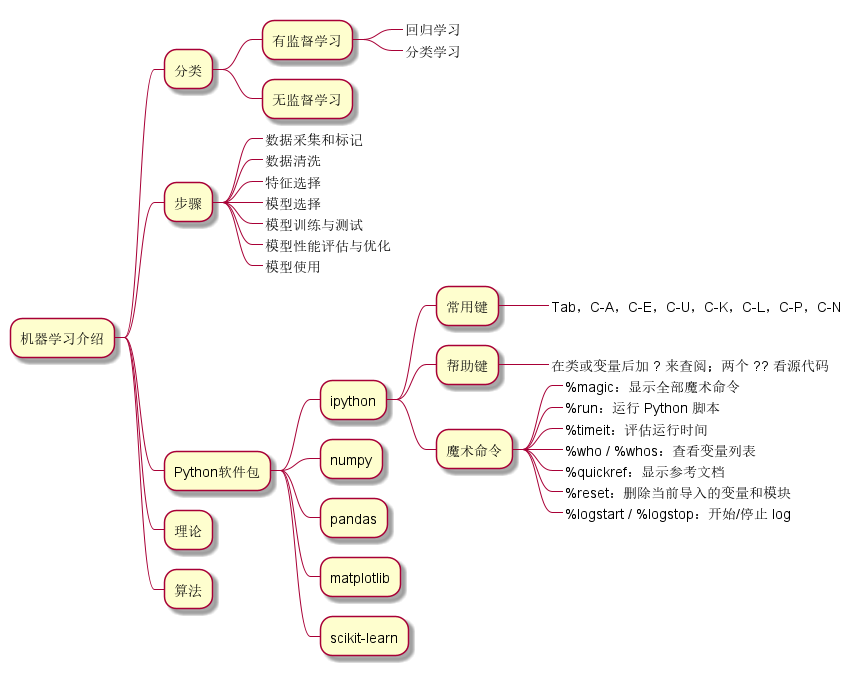 机器学习介绍
分类
有监督学习
回归学习
分类学习
无监督学习
步骤
数据采集和标记
数据清洗
特征选择
模型选择
模型训练与测试
模型性能评估与优化
模型使用
Python软件包
ipython
常用键
Tab，C-A，C-E，C-U，C-K，C-L，C-P，C-N
帮助键
在类或变量后加 ? 来查阅；两个 ?? 看源代码
魔术命令
%magic：显示全部魔术命令
%run：运行 Python 脚本
%timeit：评估运行时间
%who / %whos：查看变量列表
%quickref：显示参考文档
%reset：删除当前导入的变量和模块
%logstart / %logstop：开始/停止 log
numpy
pandas
matplotlib
scikit-learn
理论
算法